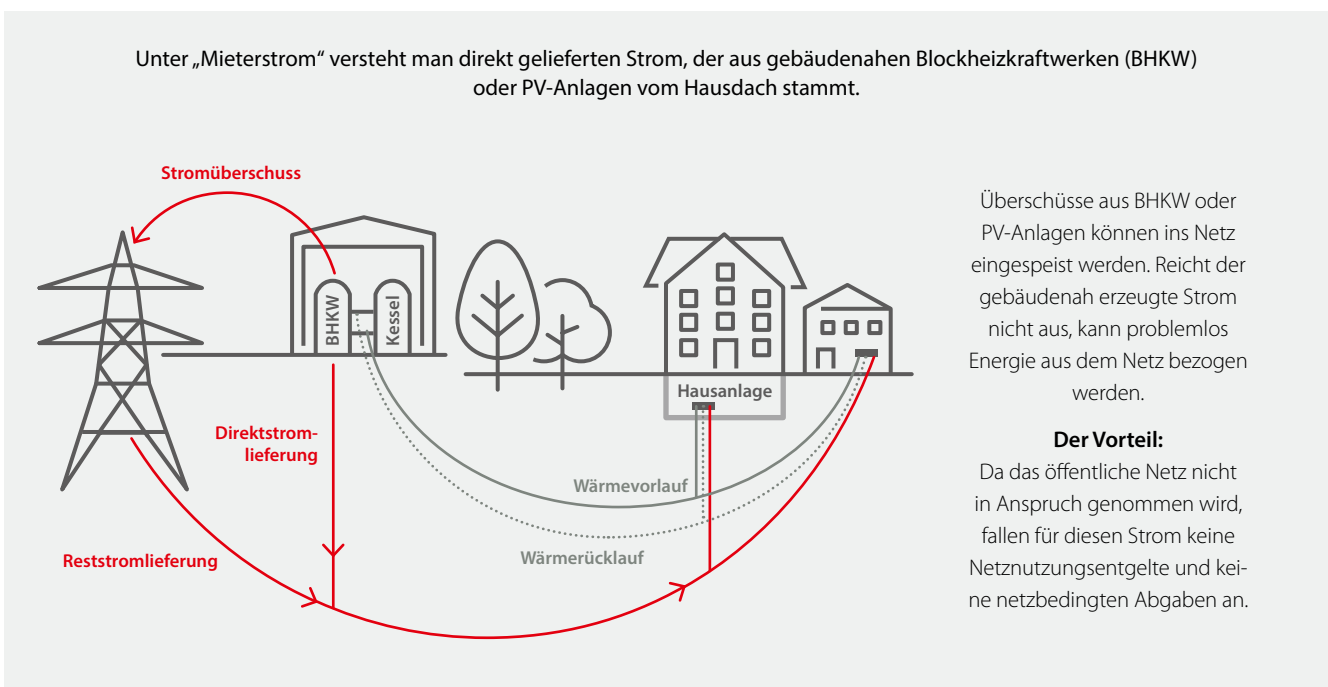 Unter „Mieterstrom“ versteht man direkt gelieferten Strom, der aus gebäudenahen Blockheizkraftwerken (BHKW)
oder PV-Anlagen vom Hausdach stammt.
Stromüberschuss
BHKW
Kessel
Hausanlage
Direktstrom-
lieferung
Wärmevorlauf
Wärmerücklauf
Reststromlieferung
Überschüsse aus BHKW oder
PV-Anlagen können ins Netz
eingespeist werden. Reicht der
gebäudenah erzeugte Strom
nicht aus, kann problemlos
Energie aus dem Netz bezogen
werden.
Der Vorteil:
Da das öffentliche Netz nicht
in Anspruch genommen wird,
fallen für diesen Strom keine
Netznutzungsentgelte und kei-
ne netzbedingten Abgaben an.